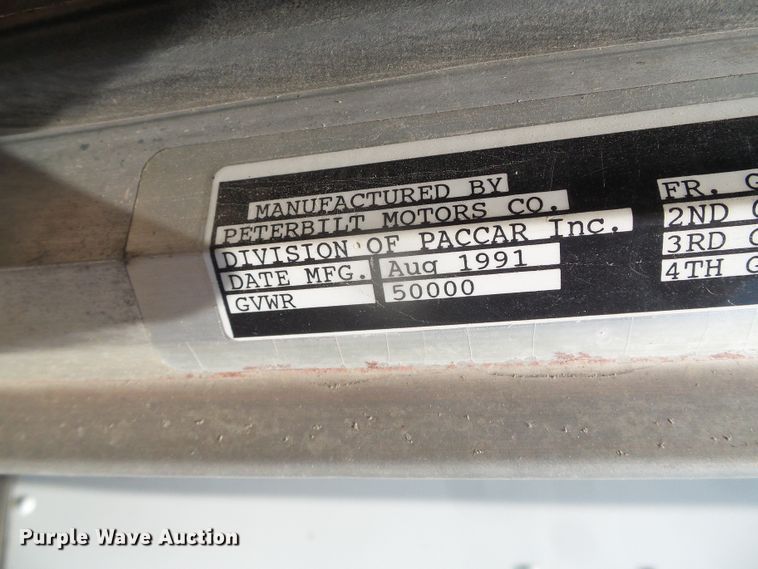 MANUFACTURED BY
PETERBILT MOTORS CO.
DIVISION OF PACCAR Inc.
DATE MFG. Aug 1991
GVWR 50000
FR. G
2ND G
3RD G
4TH G
Purple Wave Auction